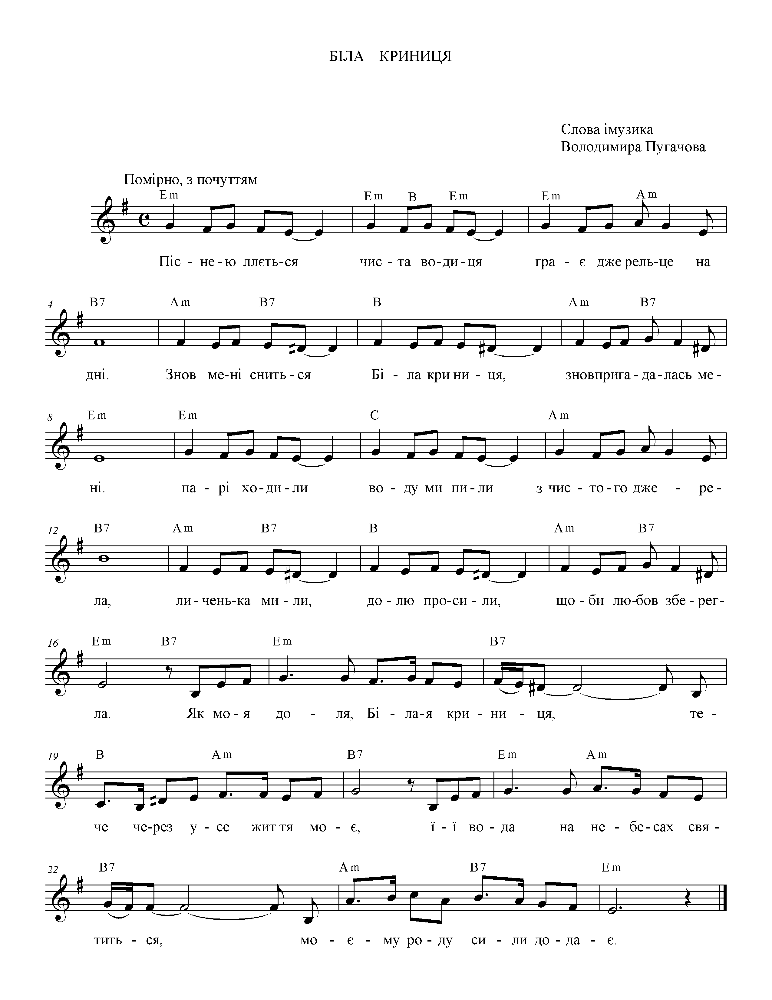 БІЛА КРИНИЦЯ
Слова імузика
Володимира Пугачова
Помірно, з почуттям
Em Em B Em Em Am
Піс - не - ю ллєть - ся чис - та во - ди - ця гра - є дже рель - це на
4 B7 Am B7 B Am B7
дні. Знов ме - ні снить - ся Бі - ла кри ни - ця, зновприга - да - лась ме -
8 Em Em C Am
ні. па - рі хо - ди - ли во - ду ми пи - ли з чис - то - го дже - ре -
12 B7 Am B7 B Am B7
ла, ли - чень - ка ми - ли, до - лю про - си - ли, що - би лю - бов збе - рег -
16 Em B7 Em B7
ла. Як мо - я до - ля, Бі - ла - я кри - ни - ця, те -
19 B Am B7 Em Am
че че - рез у - се жит тя мо - є, ї - ї во - да на не - бе - сах свя -
22 B7 Am B7 Em
тить - ся, мо - є - му ро - ду си - ли до - да - є.